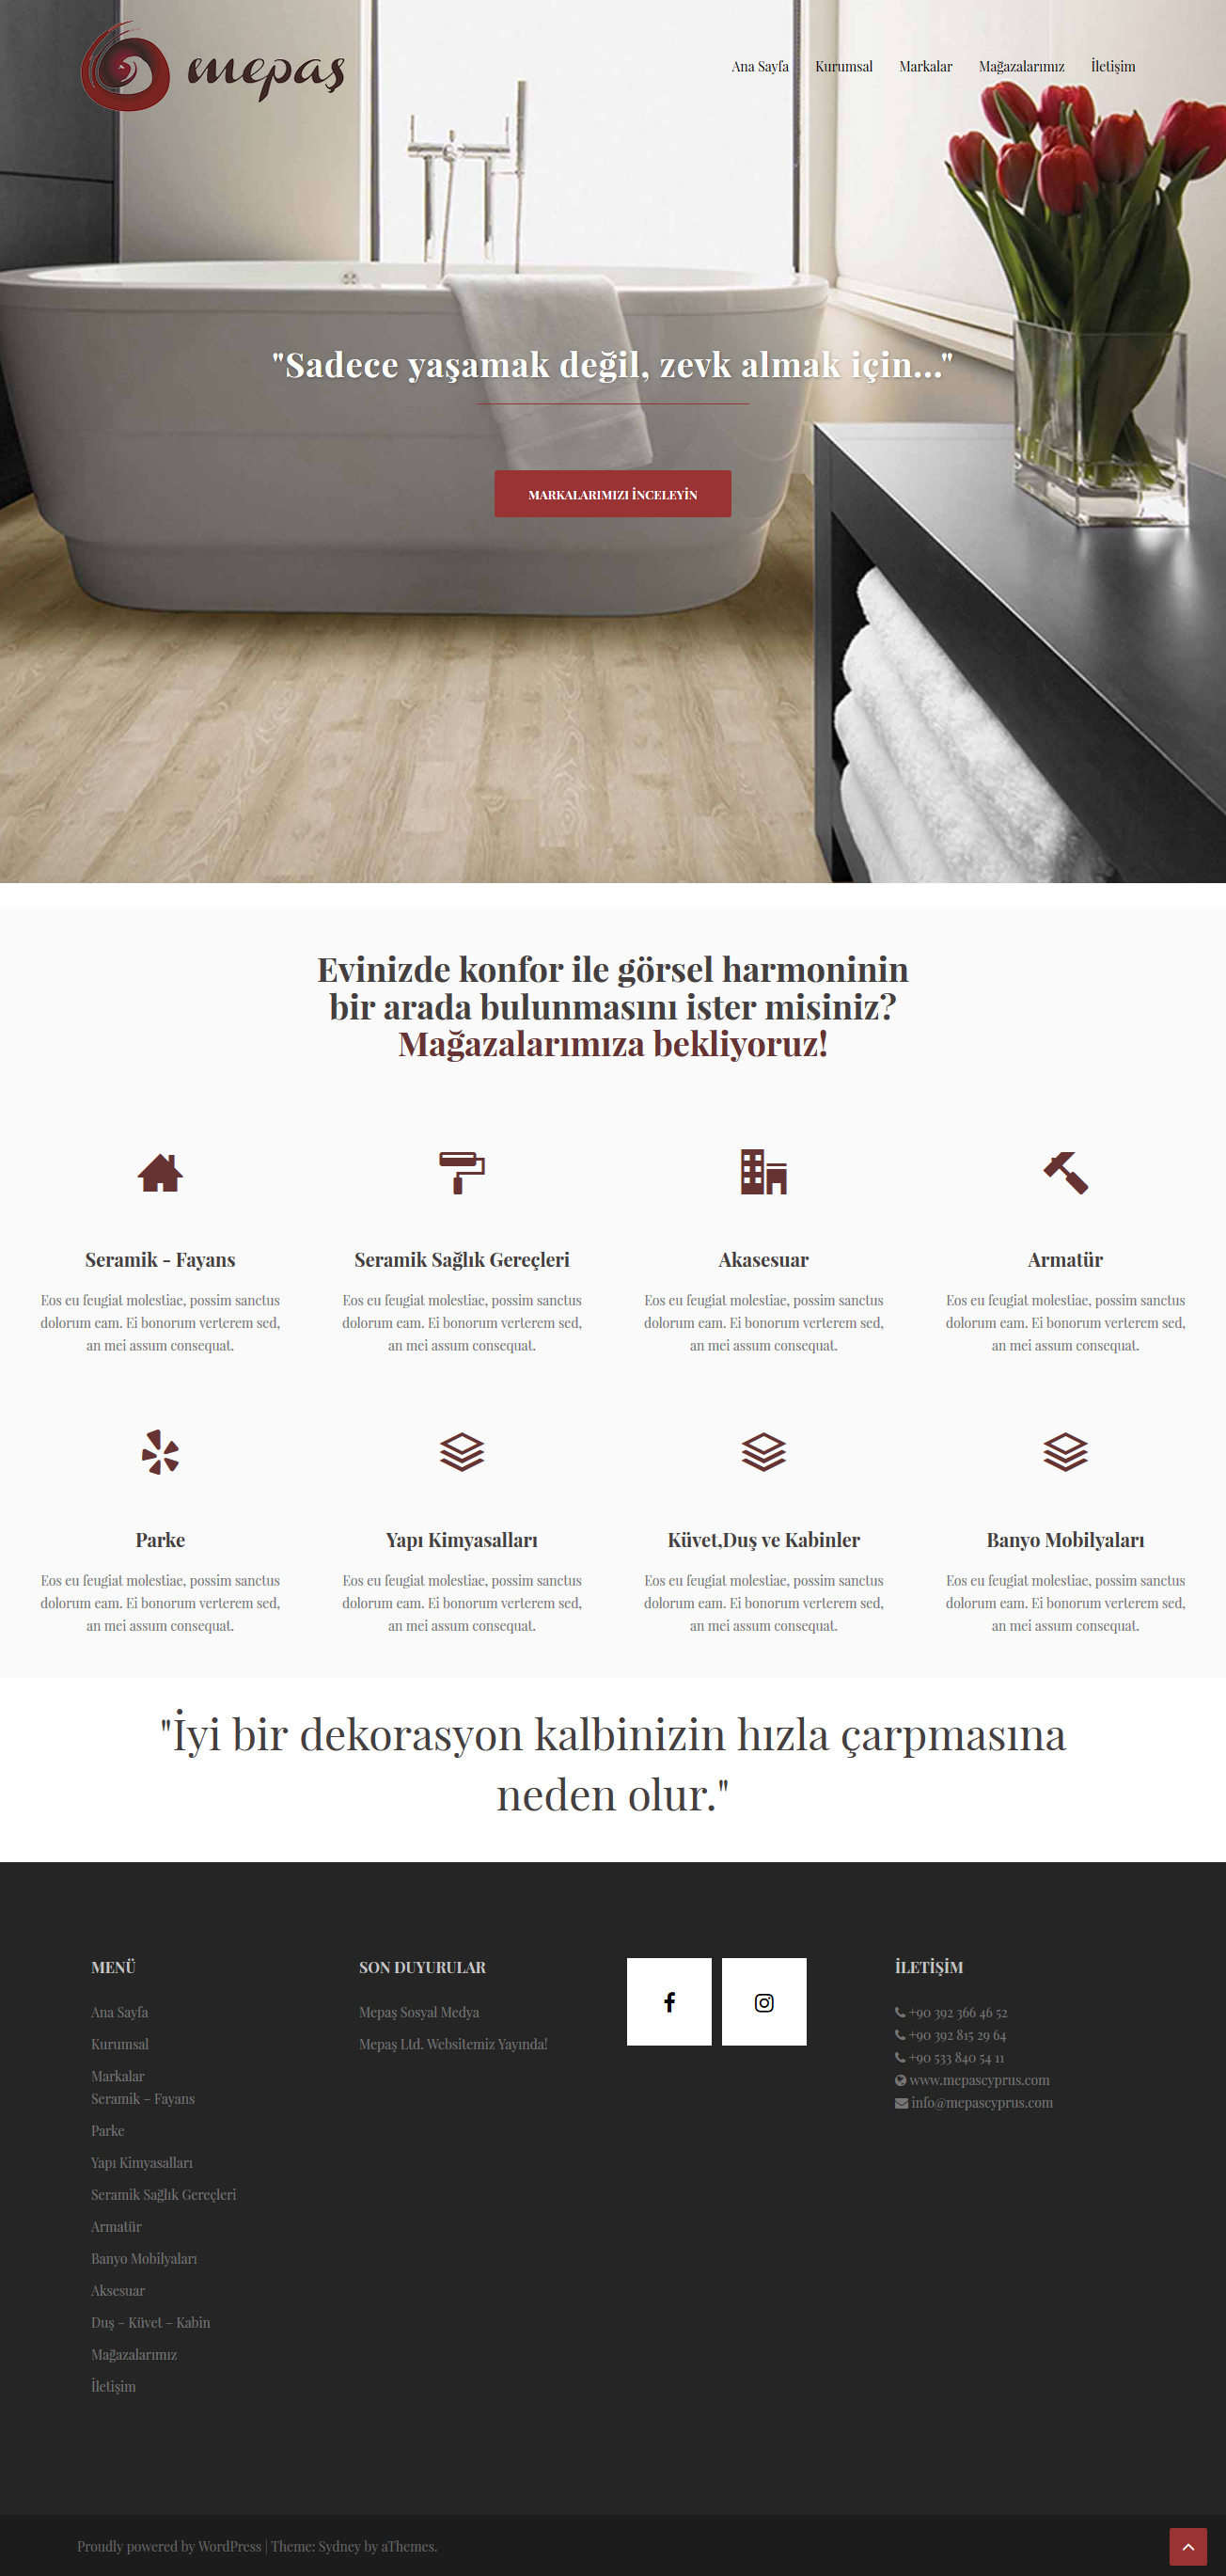 mepaş
Ana Sayfa
Kurumsal
Markalar
Mağazalarımız
İletişim
"Sadece yaşamak değil, zevk almak için..."
MARKALARIMIZI İNCELEYİN
Evinizde konfor ile görsel harmoninin
bir arada bulunmasını ister misiniz?
Mağazalarımıza bekliyoruz!
Seramik - Fayans
Eos eu feugiat molestiae, possim sanctus
dolorum eam. Ei bonorum verterem sed,
an mei assum consequat.
Seramik Sağlık Gereçleri
Eos eu feugiat molestiae, possim sanctus
dolorum eam. Ei bonorum verterem sed,
an mei assum consequat.
Akasesuar
Eos eu feugiat molestiae, possim sanctus
dolorum eam. Ei bonorum verterem sed,
an mei assum consequat.
Armatür
Eos eu feugiat molestiae, possim sanctus
dolorum eam. Ei bonorum verterem sed,
an mei assum consequat.
Parke
Eos eu feugiat molestiae, possim sanctus
dolorum eam. Ei bonorum verterem sed,
an mei assum consequat.
Yapı Kimyasalları
Eos eu feugiat molestiae, possim sanctus
dolorum eam. Ei bonorum verterem sed,
an mei assum consequat.
Küvet,Duş ve Kabinler
Eos eu feugiat molestiae, possim sanctus
dolorum eam. Ei bonorum verterem sed,
an mei assum consequat.
Banyo Mobilyaları
Eos eu feugiat molestiae, possim sanctus
dolorum eam. Ei bonorum verterem sed,
an mei assum consequat.
"İyi bir dekorasyon kalbinizin hızla çarpmasına
neden olur."
MENÜ
Ana Sayfa
Kurumsal
Markalar
Seramik – Fayans
Parke
Yapı Kimyasalları
Seramik Sağlık Gereçleri
Armatür
Banyo Mobilyaları
Aksesuar
Duş – Küvet – Kabin
Mağazalarımız
İletişim
SON DUYURULAR
Mepaş Sosyal Medya
Mepaş Ltd. Websitemiz Yayında!
İLETİŞİM
+90 392 366 46 52
+90 392 815 29 64
+90 533 840 54 11
www.mepascyprus.com
info@mepascyprus.com
Proudly powered by WordPress | Theme: Sydney by aThemes.